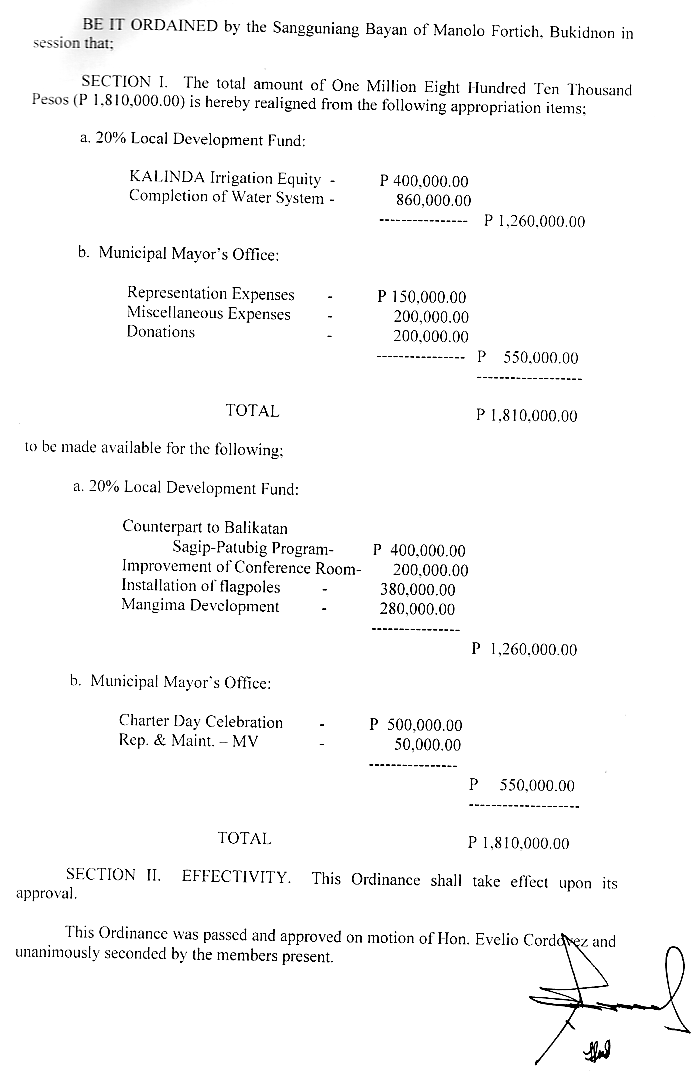 BE IT ORDAINED by the Sangguniang Bayan of Manolo Fortich, Bukidnon in
session that;
SECTION I. The total amount of One Million Eight Hundred Ten Thousand
Pesos (P 1,810,000.00) is hereby realigned from the following appropriation items:
a. 20% Local Development Fund:
KALINDA Irrigation Equity - P 400,000.00
Completion of Water System - 860,000.00
---------------- P 1,260,000.00
b. Municipal Mayor's Office:
Representation Expenses - P 150,000.00
Miscellaneous Expenses - 200,000.00
Donations - 200,000.00
---------------- P 550,000.00
-------------------
TOTAL P 1,810,000.00
to be made available for the following:
a. 20% Local Development Fund:
Counterpart to Balikatan
Sagip-Patubig Program- P 400,000.00
Improvement of Conference Room- 200,000.00
Installation of flagpoles - 380,000.00
Mangima Development - 280,000.00
----------------
P 1,260,000.00
b. Municipal Mayor's Office:
Charter Day Celebration - P 500,000.00
Rep. & Maint. – MV - 50,000.00
----------------
P 550,000.00
--------------------
TOTAL P 1,810,000.00
SECTION II. EFFECTIVITY. This Ordinance shall take effect upon its
approval.
This Ordinance was passed and approved on motion of Hon. Evelio Cordovez and
unanimously seconded by the members present.